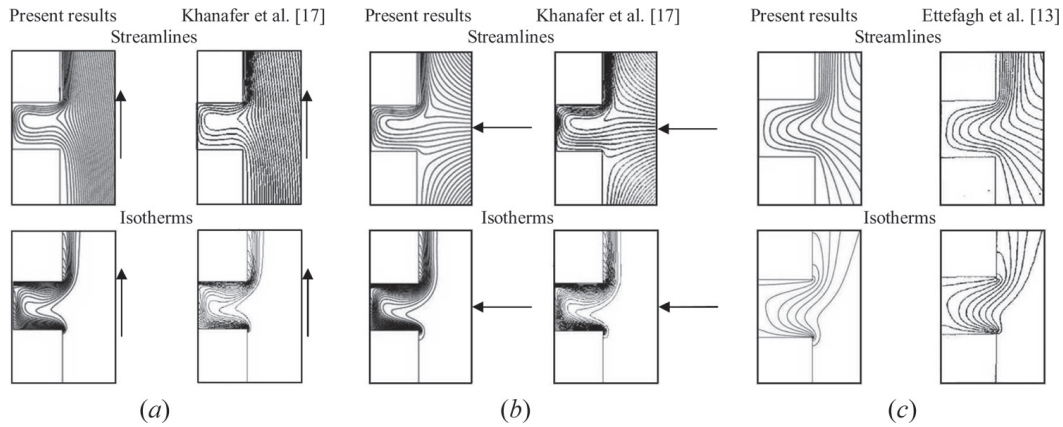 Present results Khanafer et al. [17] Present results Khanafer et al. [17] Present results Ettefagh et al. [13]
Streamlines Streamlines Streamlines
Isotherms Isotherms Isotherms
(a) (b) (c)